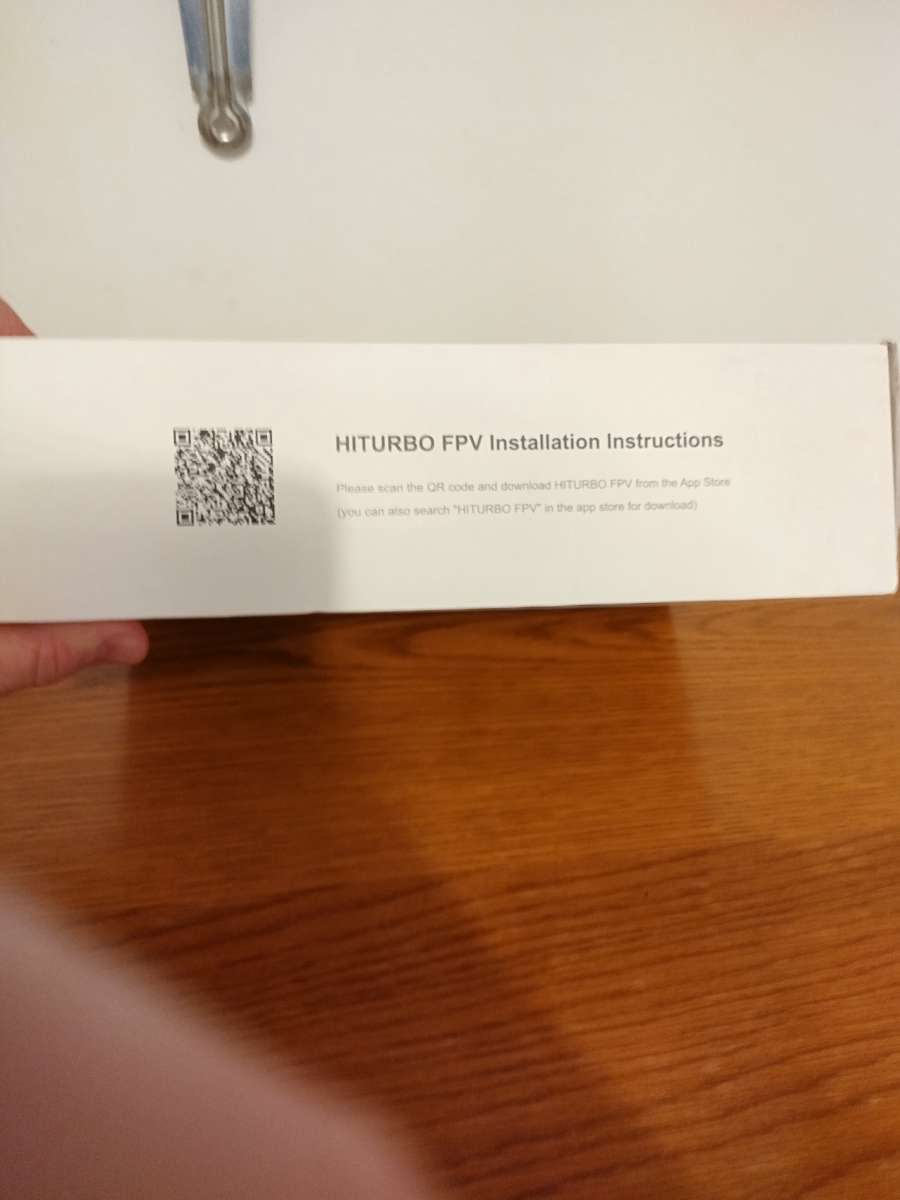 HITURBO FPV Installation Instructions
Please scan the QR code and download HITURBO FPV from the App Store
(you can also search "HITURBO FPV" in the app store for download)